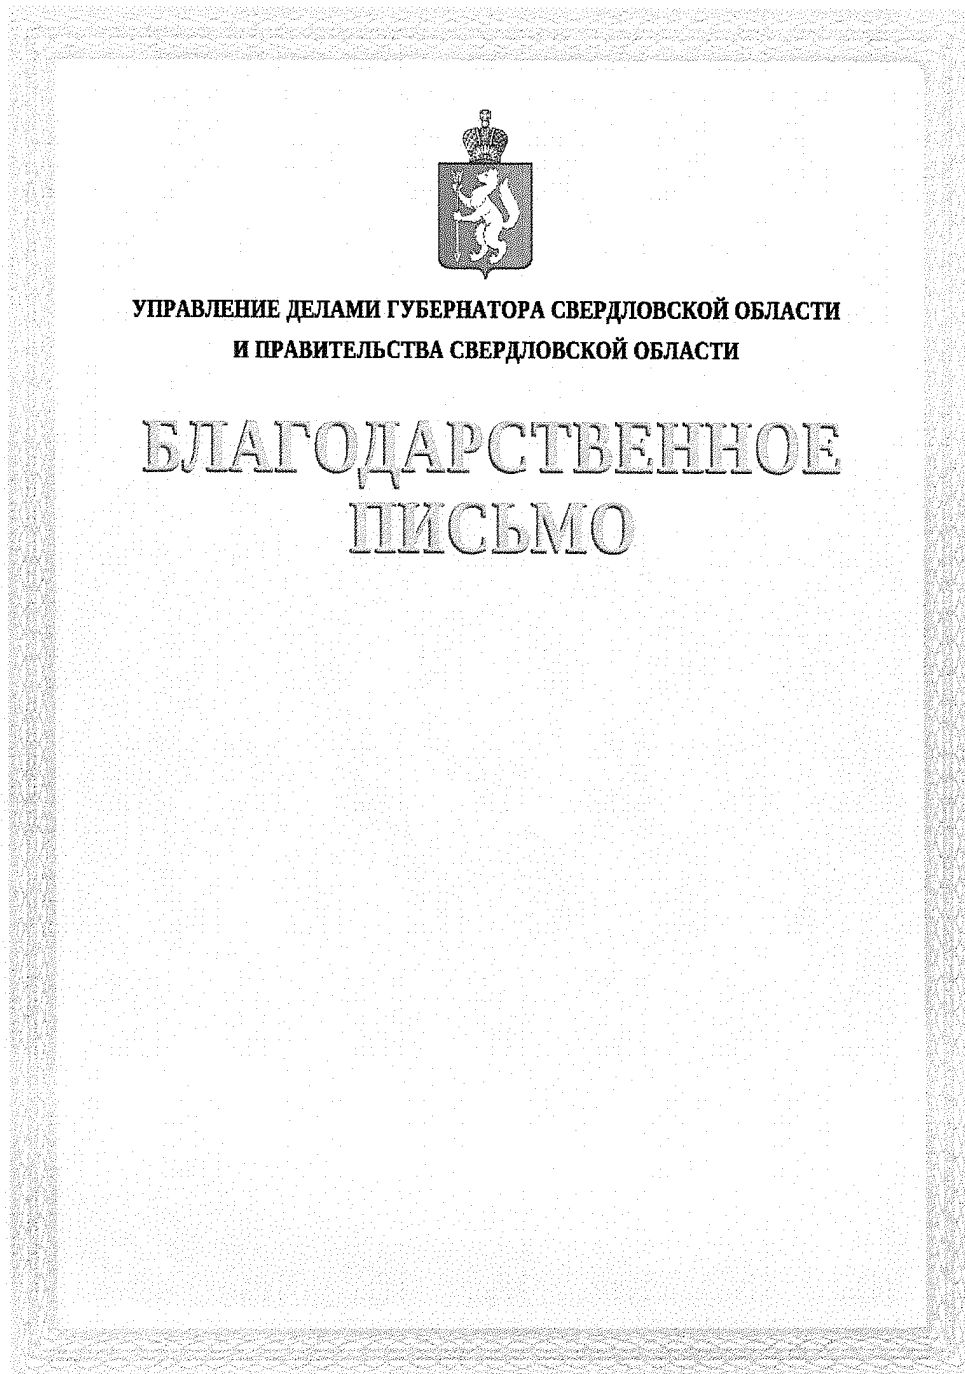 УПРАВЛЕНИЕ ДЕЛАМИ ГУБЕРНАТОРА СВЕРДЛОВСКОЙ ОБЛАСТИ
И ПРАВИТЕЛЬСТВА СВЕРДЛОВСКОЙ ОБЛАСТИ
БЛАГОДАРСТВЕННОЕ
ПИСЬМО